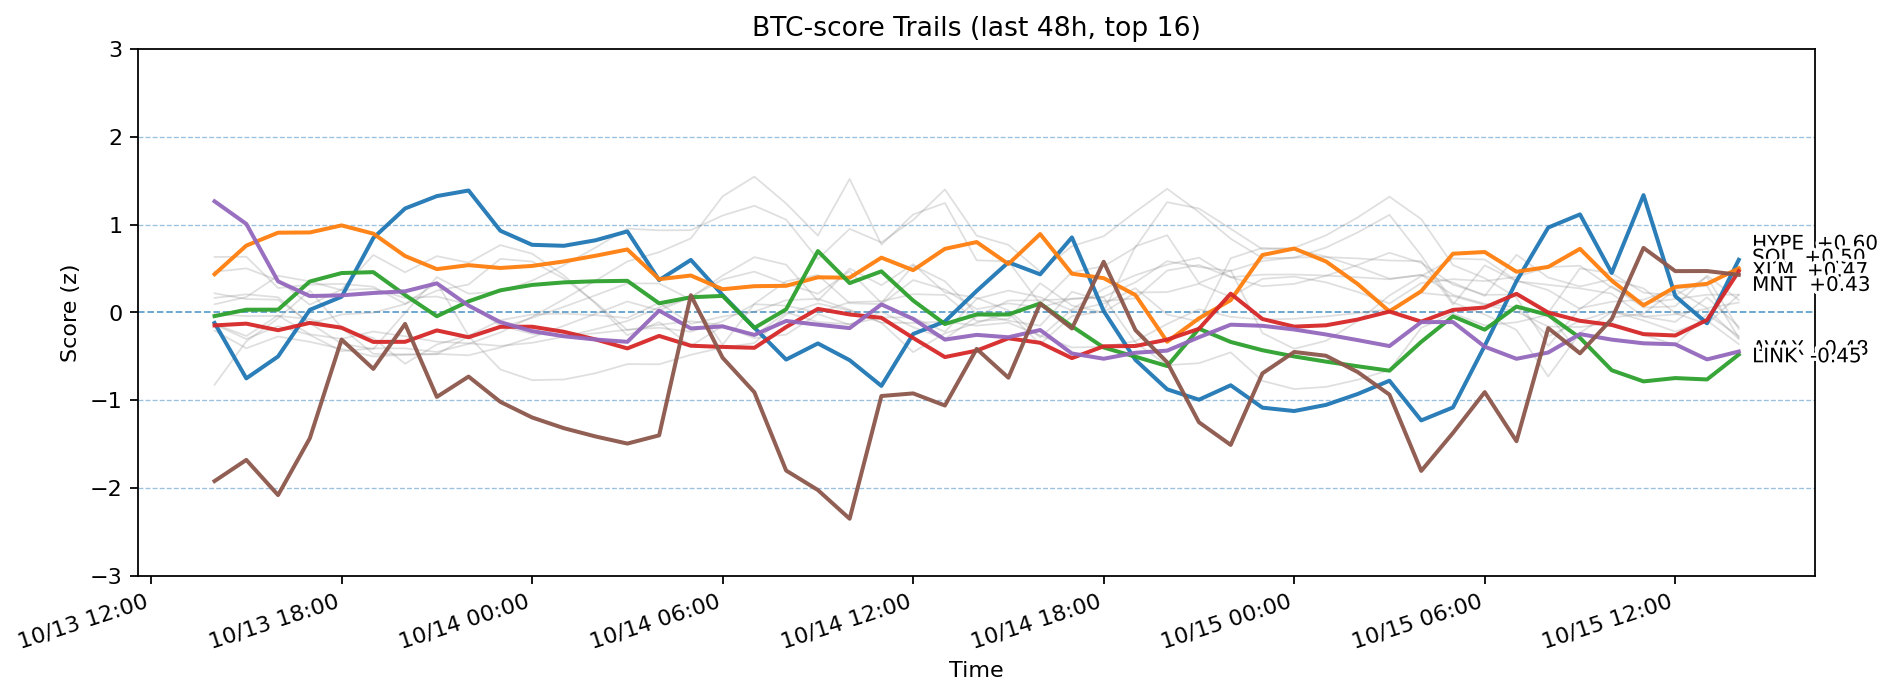 BTC-score Trails (last 48h, top 16)
Score (z)
3
2
1
0
−1
−2
−3
HYPE +0.60
SOL +0.50
XLM +0.47
MNT +0.43
LINK -0.45
10/13 12:00
10/13 18:00
10/14 00:00
10/14 06:00
10/14 12:00
10/14 18:00
10/15 00:00
10/15 06:00
10/15 12:00
Time